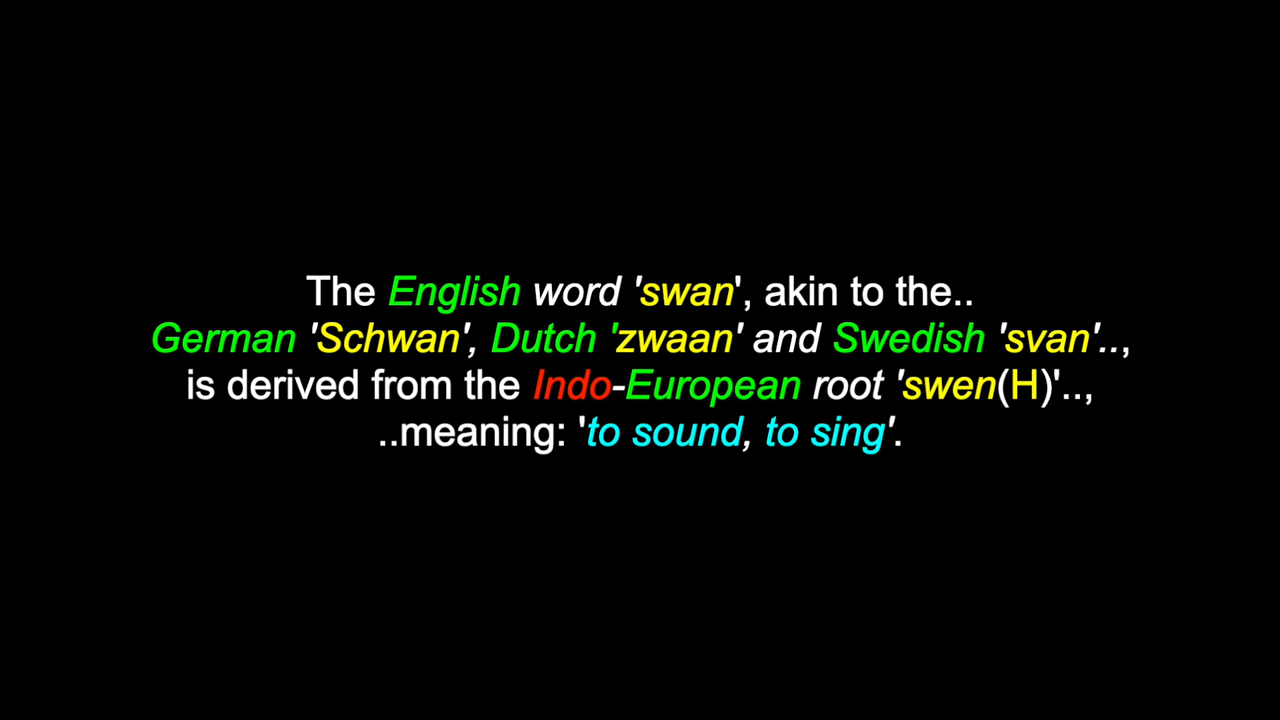 The English word 'swan', akin to the..
German 'Schwan', Dutch 'zwaan' and Swedish 'svan'..,
is derived from the Indo-European root 'swen(H)'..,
..meaning: 'to sound, to sing'.